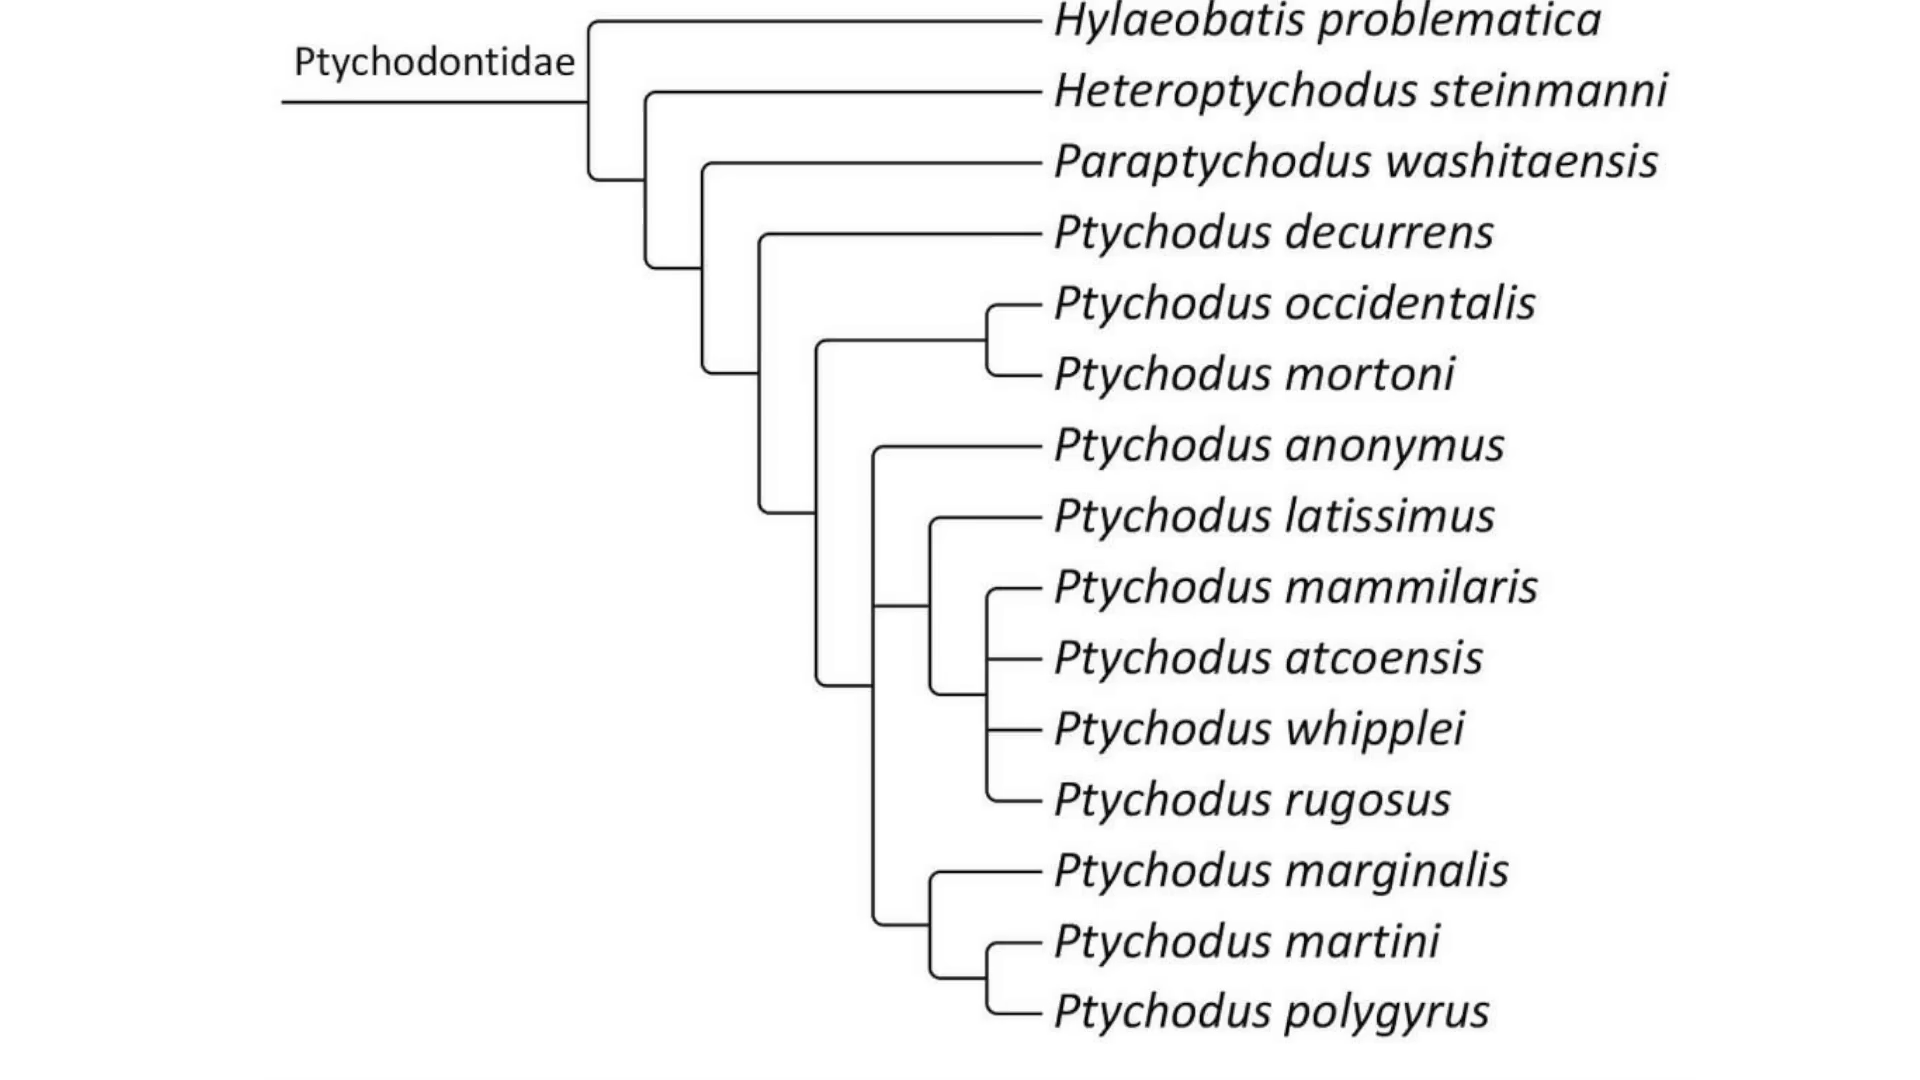 Hylaeobatis problematica
Ptychodontidae
Heteroptychodus steinmanni
Paraptychodus washitaensis
Ptychodus decurrens
Ptychodus occidentalis
Ptychodus mortoni
Ptychodus anonymus
Ptychodus latissimus
Ptychodus mammilaris
Ptychodus atcoensis
Ptychodus whipplei
Ptychodus rugosus
Ptychodus marginalis
Ptychodus martini
Ptychodus polygyrus